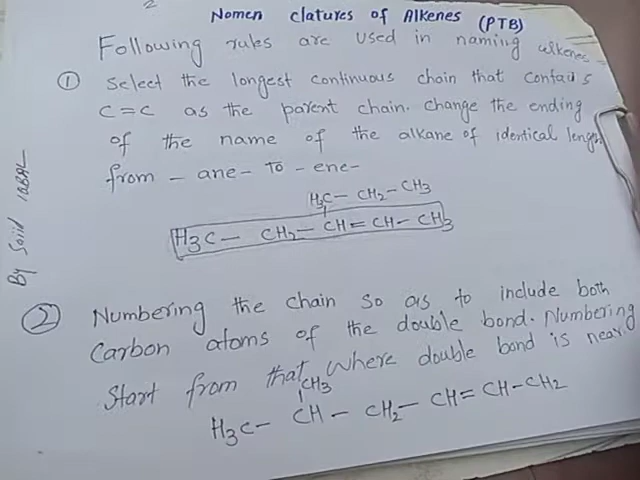 2
Nomen clatures of Alkenes (PTB)
Following rules are used in naming alkenes
① Select the longest continuous chain that contains
C=C as the parent chain. Change the ending
of the name of the alkane of identical length
from - ane - To - ene -
H3C - CH2 - CH3
H3C - CH2 - CH = CH - CH3
② Numbering the chain so as to include both
Carbon atoms of the double bond. Numbering
Start from that where double bond is near
CH3
H3C - CH - CH2 - CH = CH - CH2
By Sajid IQBAL